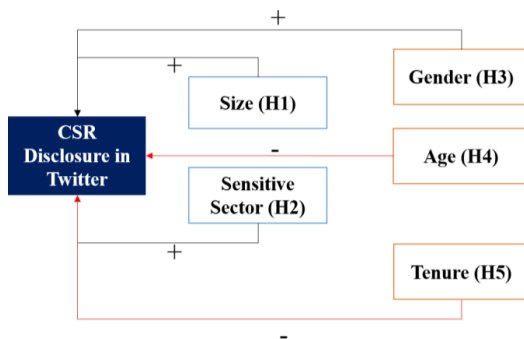 +
Gender (H3)
+
Size (H1)
CSR
Disclosure in
Twitter
-
Age (H4)
Sensitive
Sector (H2)
+
Tenure (H5)
-